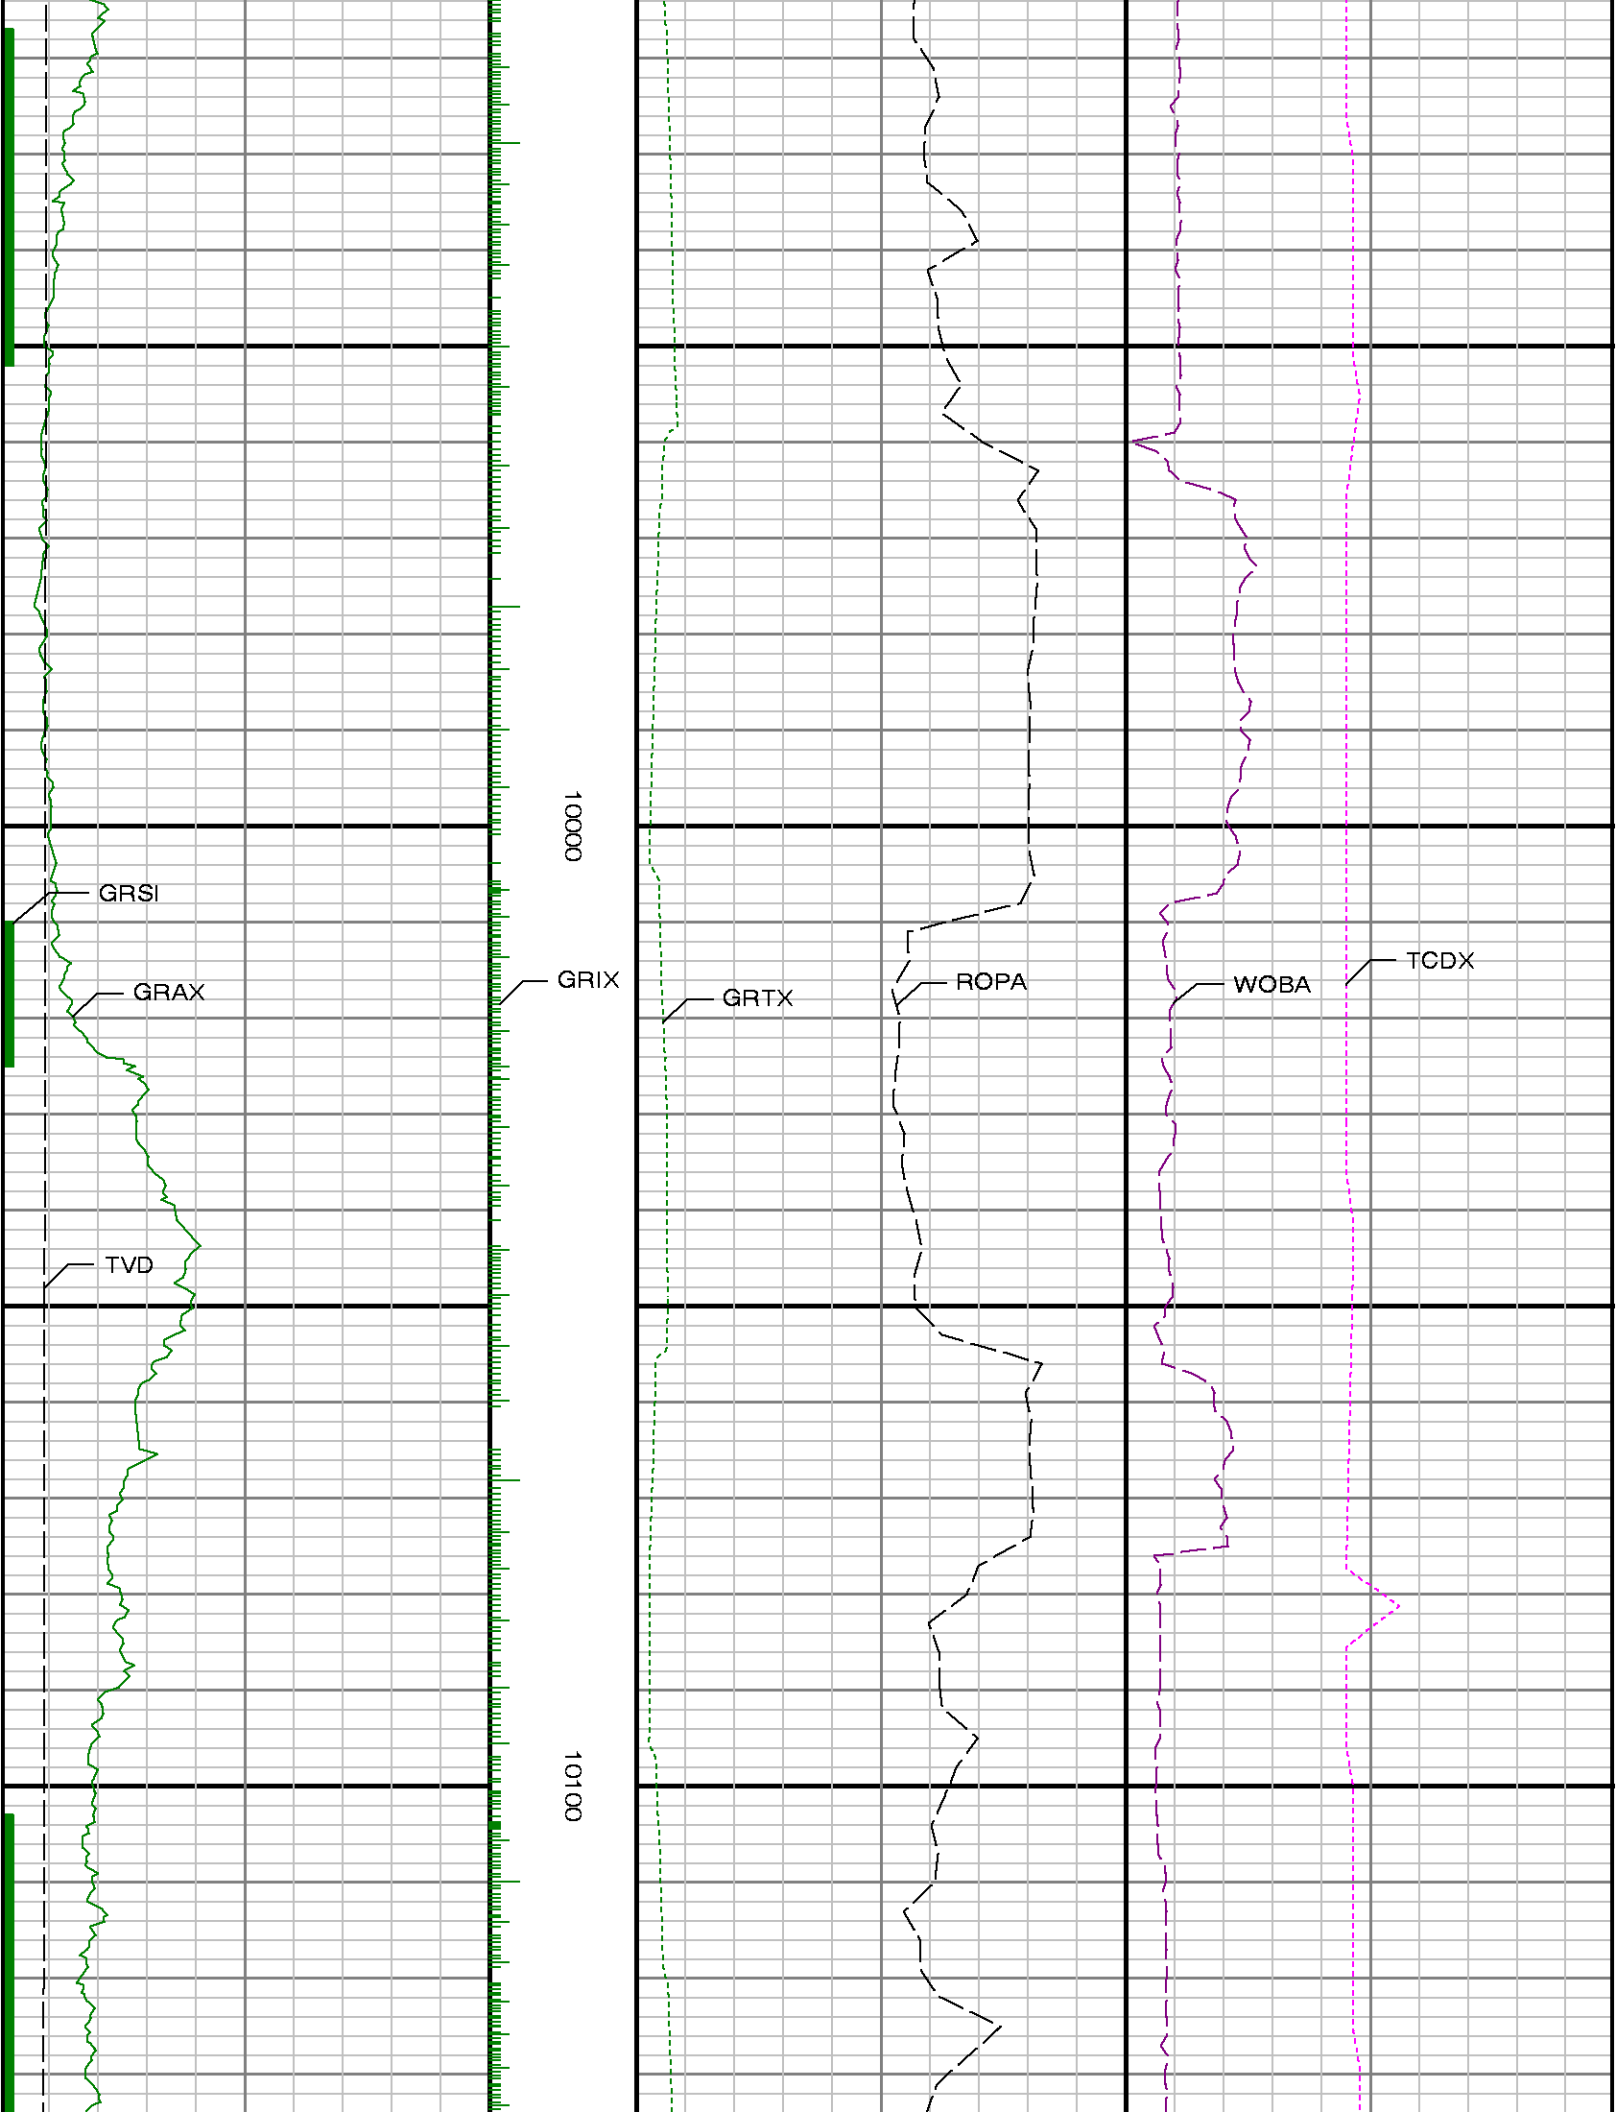 10000
GRSI
GRAX
GRIX
GRTX
ROPA
WOBA
TCDX
TVD
10100